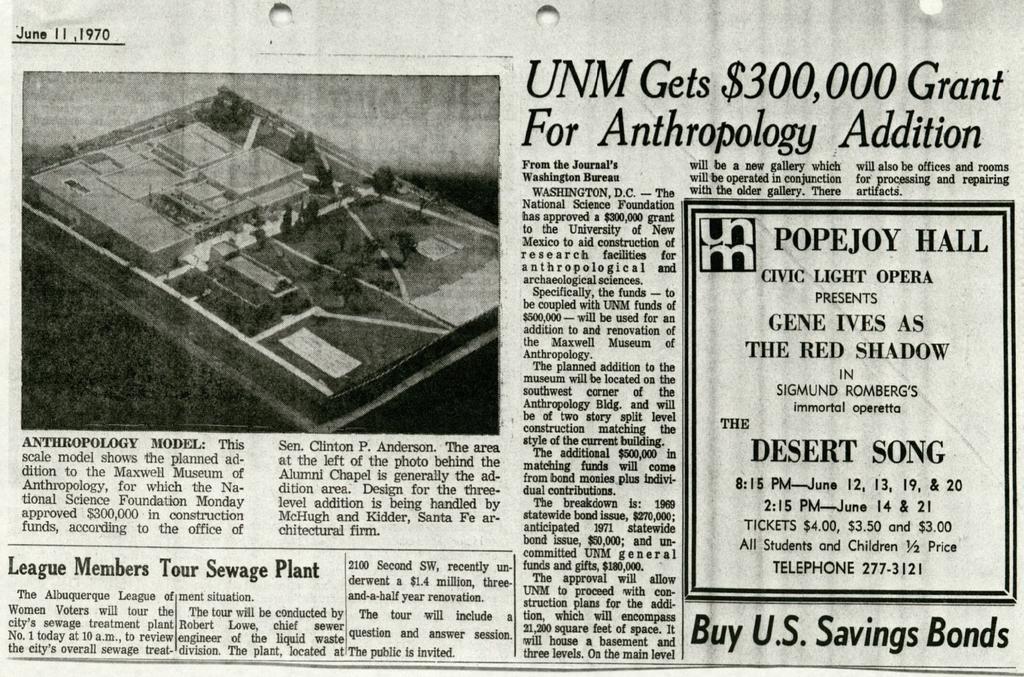 June 11, 1970
UNM Gets $300,000 Grant
For Anthropology Addition
From the Journal's
Washington Bureau
WASHINGTON, D.C. — The
National Science Foundation
has approved a $300,000 grant
to the University of New
Mexico to aid construction of
research facilities for
anthropological and
archaeological sciences.
Specifically, the funds — to
be coupled with UNM funds of
$500,000 — will be used for an
addition to and renovation of
the Maxwell Museum of
Anthropology.
The planned addition to the
museum will be located on the
southwest corner of the
Anthropology Bldg. and will
be of two story split level
construction matching the
style of the current building.
The additional $500,000 in
matching funds will come
from bond monies plus indivi-
dual contributions.
The breakdown is: 1969
statewide bond issue, $270,000;
anticipated 1971 statewide
bond issue, $50,000; and un-
committed UNM general
funds and gifts, $180,000.
The approval will allow
UNM to proceed with con-
struction plans for the addi-
tion, which will encompass
21,200 square feet of space. It
will house a basement and
three levels. On the main level
will be a new gallery which
will be operated in conjunction
with the older gallery. There
will also be offices and rooms
for processing and repairing
artifacts.
ANTHROPOLOGY MODEL: This
scale model shows the planned ad-
dition to the Maxwell Museum of
Anthropology, for which the Na-
tional Science Foundation Monday
approved $300,000 in construction
funds, according to the office of
Sen. Clinton P. Anderson. The area
at the left of the photo behind the
Alumni Chapel is generally the ad-
dition area. Design for the three-
level addition is being handled by
McHugh and Kidder, Santa Fe ar-
chitectural firm.
League Members Tour Sewage Plant
The Albuquerque League of
Women Voters will tour the
city's sewage treatment plant
No. 1 today at 10 a.m., to review
the city's overall sewage treat-
ment situation.
The tour will be conducted by
Robert Lowe, chief sewer
engineer of the liquid waste
division. The plant, located at
2100 Second SW, recently un-
derwent a $1.4 million, three-
and-a-half year renovation.
The tour will include a
question and answer session.
The public is invited.
unm
POPEJOY HALL
CIVIC LIGHT OPERA
PRESENTS
GENE IVES AS
THE RED SHADOW
IN
SIGMUND ROMBERG'S
immortal operetta
THE
DESERT SONG
8:15 PM—June 12, 13, 19, & 20
2:15 PM—June 14 & 21
TICKETS $4.00, $3.50 and $3.00
All Students and Children ½ Price
TELEPHONE 277-3121
Buy U.S. Savings Bonds